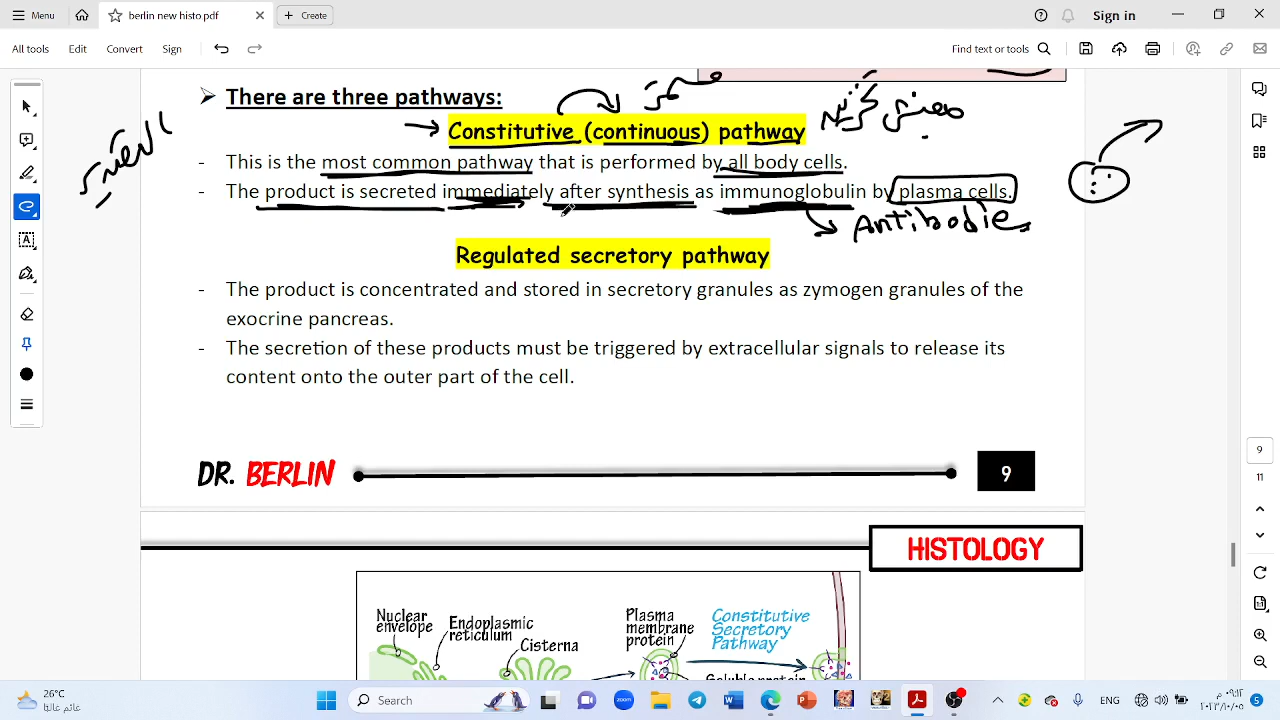 Menu
berlin new histo pdf
+ Create
Sign in
All tools Edit Convert Sign
Find text or tools
There are three pathways:
Constitutive (continuous) pathway
- This is the most common pathway that is performed by all body cells.
- The product is secreted immediately after synthesis as immunoglobulin by plasma cells.
Antibodies
Regulated secretory pathway
- The product is concentrated and stored in secretory granules as zymogen granules of the
exocrine pancreas.
- The secretion of these products must be triggered by extracellular signals to release its
content onto the outer part of the cell.
DR. BERLIN
9
9
11
HISTOLOGY
Nuclear
envelope
Endoplasmic
reticulum
Cisterna
Plasma
membrane
protein
Constitutive
Secretory
Pathway
Soluble protein
26°C
Search
ENG
5